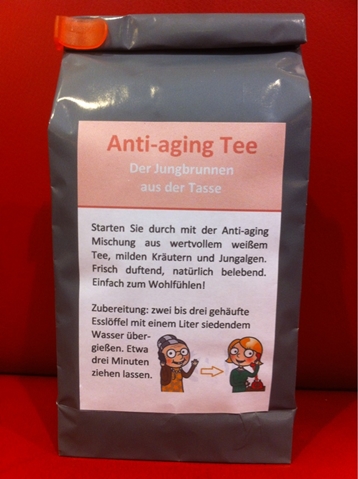 Anti-aging Tee
Der Jungbrunnen
aus der Tasse
Starten Sie durch mit der Anti-aging
Mischung aus wertvollem weißem
Tee, milden Kräutern und Jungalgen.
Frisch duftend, natürlich belebend.
Einfach zum Wohlfühlen!
Zubereitung: zwei bis drei gehäufte
Esslöffel mit einem Liter siedendem
Wasser über-
gießen. Etwa
drei Minuten
ziehen lassen.